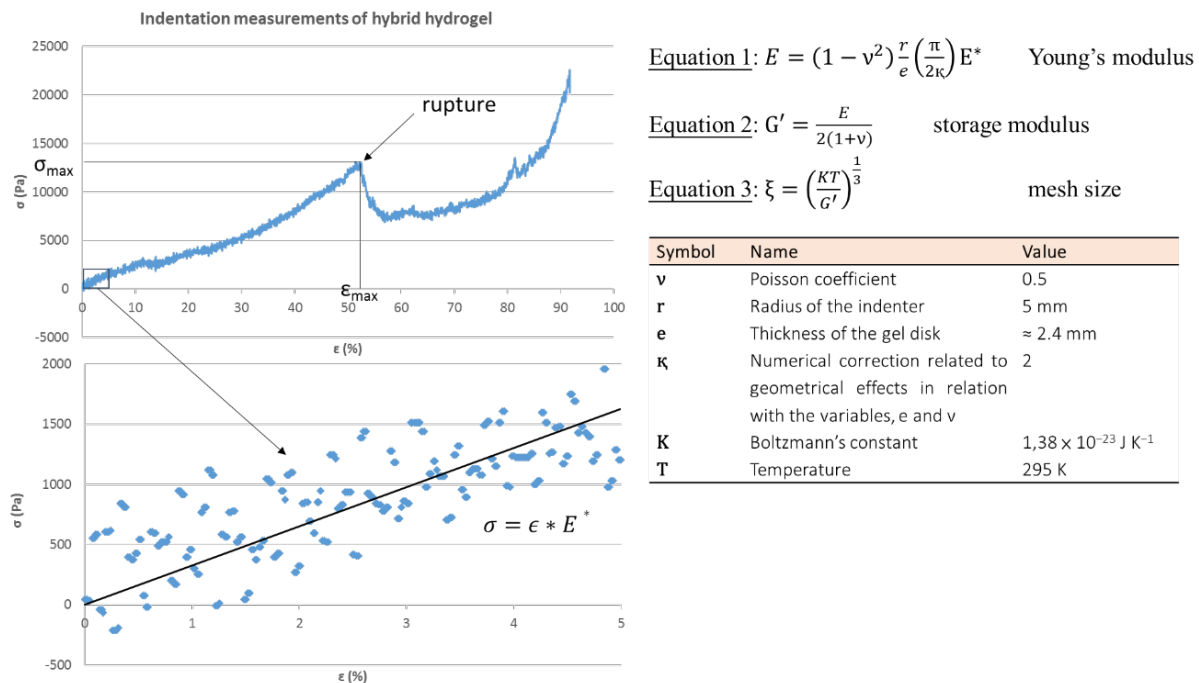 Indentation measurements of hybrid hydrogel
25000
20000
15000
10000
5000
0
-5000
σmax
σ (Pa)
rupture
εmax
0 10 20 30 40 50 60 70 80 90 100
ε (%)
2000
1500
1000
500
0
-500
σ (Pa)
σ = ϵ * E*
0 1 2 3 4 5
ε (%)
Equation 1: E = (1 − ν²) r/e (π/2κ) E* Young's modulus
Equation 2: G′ = E/2(1+ν) storage modulus
Equation 3: ξ = (KT/G′)^1/3 mesh size
Symbol Name Value
ν Poisson coefficient 0.5
r Radius of the indenter 5 mm
e Thickness of the gel disk ≈ 2.4 mm
κ Numerical correction related to 2
geometrical effects in relation
with the variables, e and ν
K Boltzmann's constant 1,38 x 10⁻²³ J K⁻¹
T Temperature 295 K